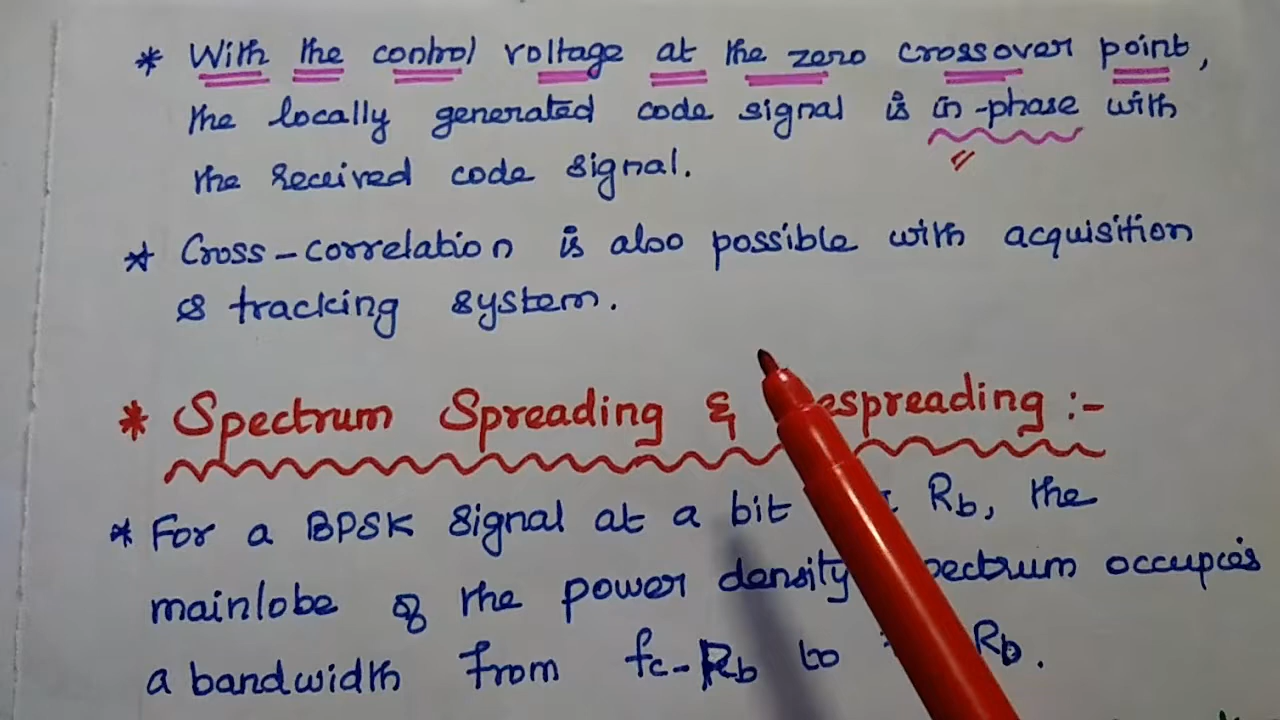 * With the control voltage at the zero crossover point,
the locally generated code signal is in-phase with
the received code signal.
* Cross-correlation is also possible with acquisition
& tracking system.
* Spectrum Spreading & espreading :-
* For a BPSK signal at a bit Rb, the
mainlobe of the power density pectrum occupies
a bandwidth from fc-Rb to Rb.